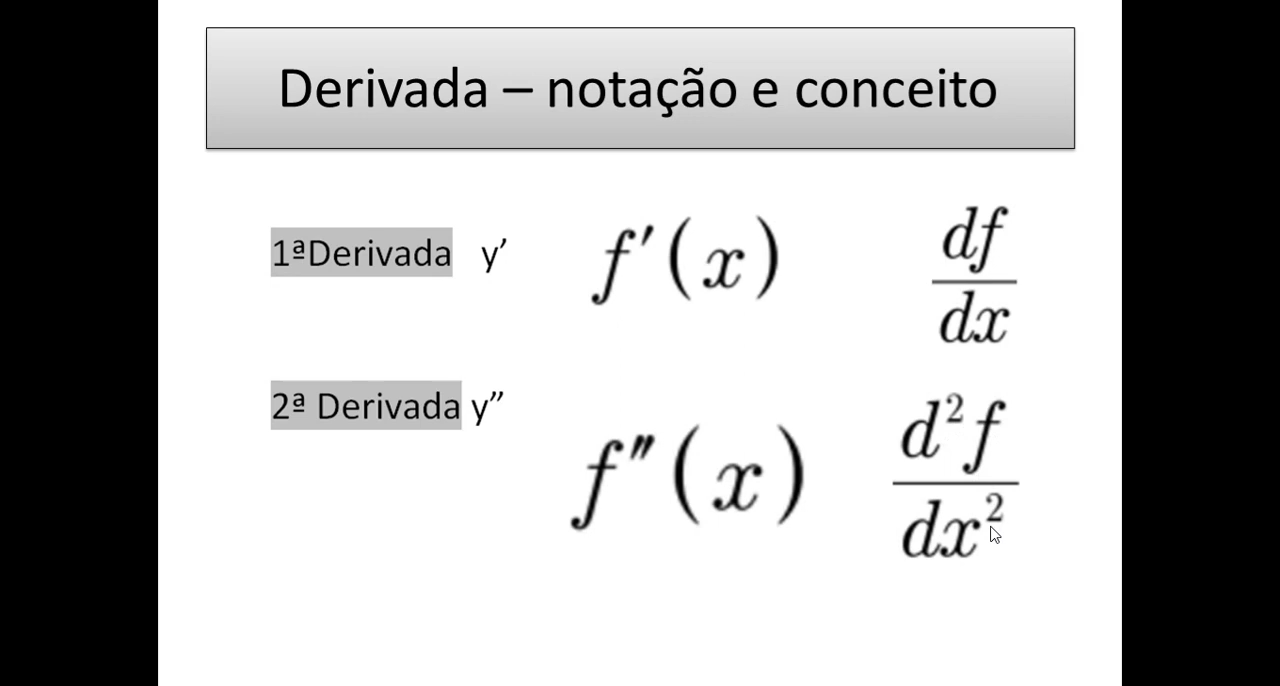 Derivada – notação e conceito
1ªDerivada y’ f′(x) df/dx
2ª Derivada y” f″(x) d²f/dx²